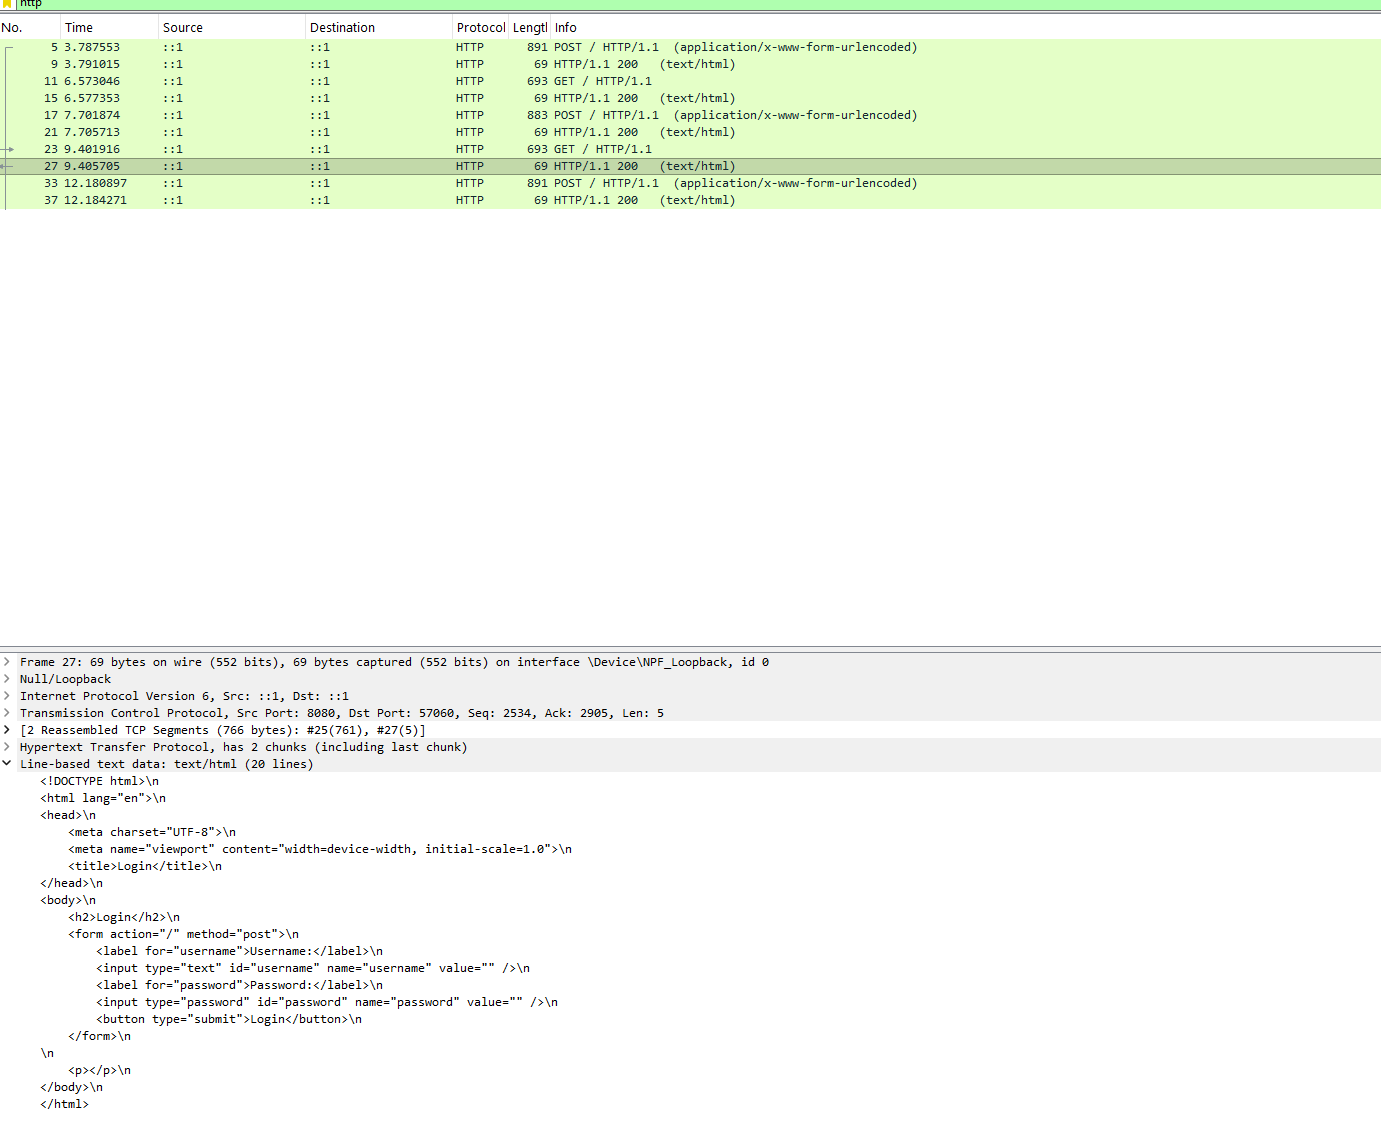 http
No. Time Source Destination Protocol Lengtl Info
5 3.787553 ::1 ::1 HTTP 891 POST / HTTP/1.1 (application/x-www-form-urlencoded)
9 3.791015 ::1 ::1 HTTP 69 HTTP/1.1 200 (text/html)
11 6.573046 ::1 ::1 HTTP 693 GET / HTTP/1.1
15 6.577353 ::1 ::1 HTTP 69 HTTP/1.1 200 (text/html)
17 7.701874 ::1 ::1 HTTP 883 POST / HTTP/1.1 (application/x-www-form-urlencoded)
21 7.705713 ::1 ::1 HTTP 69 HTTP/1.1 200 (text/html)
23 9.401916 ::1 ::1 HTTP 693 GET / HTTP/1.1
27 9.405705 ::1 ::1 HTTP 69 HTTP/1.1 200 (text/html)
33 12.180897 ::1 ::1 HTTP 891 POST / HTTP/1.1 (application/x-www-form-urlencoded)
37 12.184271 ::1 ::1 HTTP 69 HTTP/1.1 200 (text/html)
Frame 27: 69 bytes on wire (552 bits), 69 bytes captured (552 bits) on interface \Device\NPF_Loopback, id 0
Null/Loopback
Internet Protocol Version 6, Src: ::1, Dst: ::1
Transmission Control Protocol, Src Port: 8080, Dst Port: 57060, Seq: 2534, Ack: 2905, Len: 5
[2 Reassembled TCP Segments (766 bytes): #25(761), #27(5)]
Hypertext Transfer Protocol, has 2 chunks (including last chunk)
Line-based text data: text/html (20 lines)
<!DOCTYPE html>\n
<html lang="en">\n
<head>\n
<meta charset="UTF-8">\n
<meta name="viewport" content="width=device-width, initial-scale=1.0">\n
<title>Login</title>\n
</head>\n
<body>\n
<h2>Login</h2>\n
<form action="/" method="post">\n
<label for="username">Username:</label>\n
<input type="text" id="username" name="username" value="" />\n
<label for="password">Password:</label>\n
<input type="password" id="password" name="password" value="" />\n
<button type="submit">Login</button>\n
</form>\n
\n
<p></p>\n
</body>\n
</html>